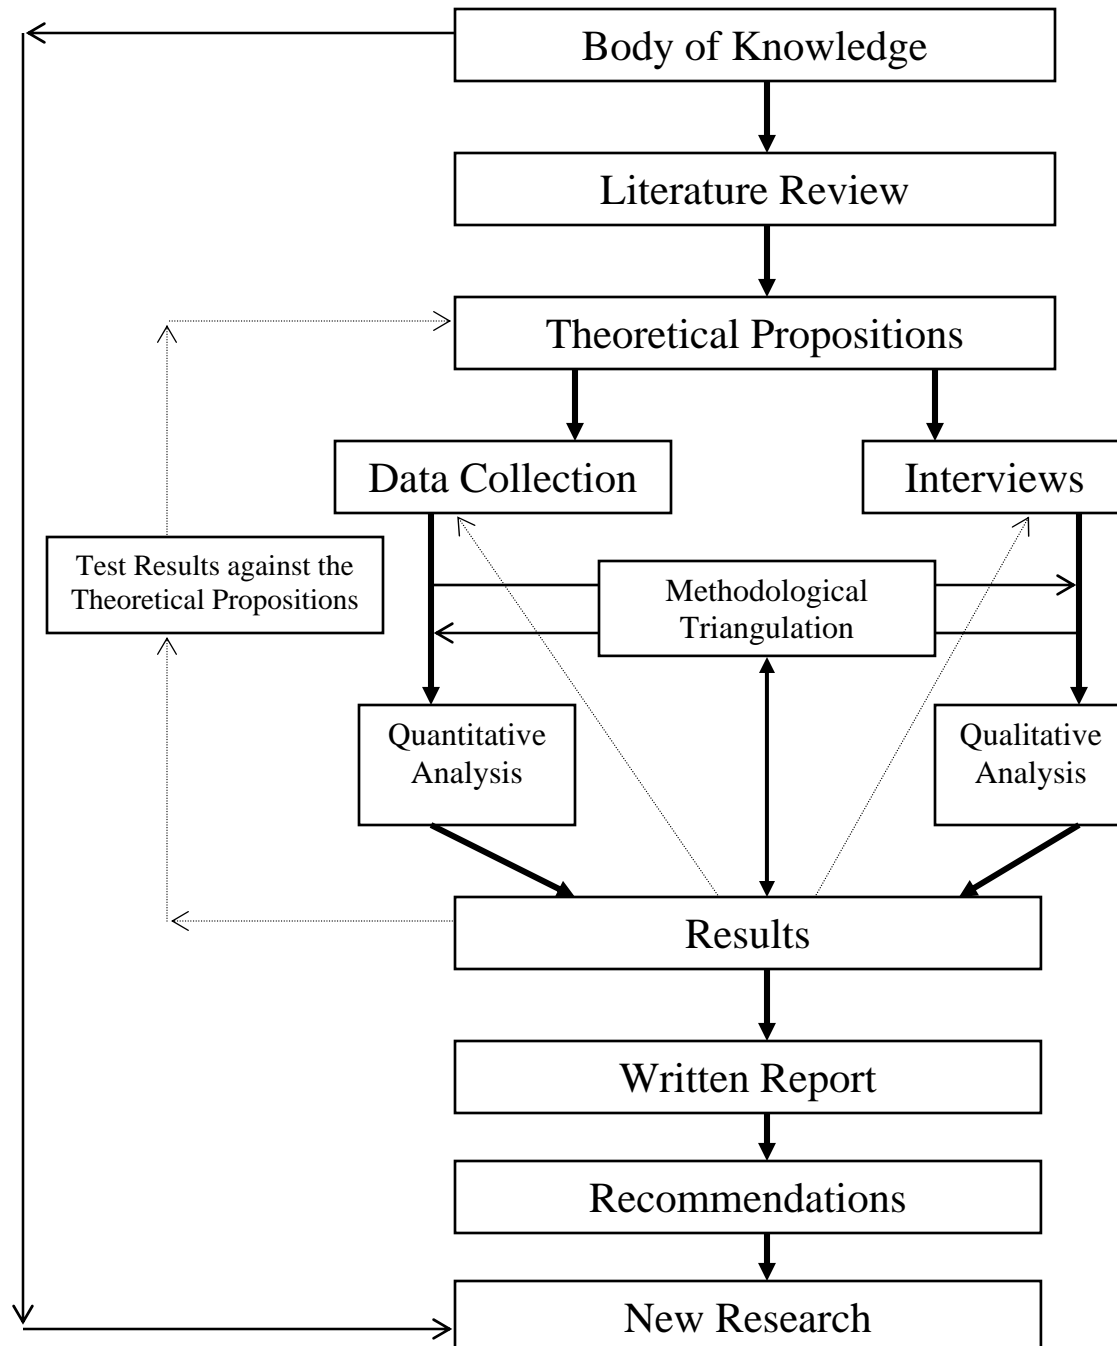 Body of Knowledge
Literature Review
Theoretical Propositions
Data Collection
Interviews
Test Results against the
Theoretical Propositions
Methodological
Triangulation
Quantitative
Analysis
Qualitative
Analysis
Results
Written Report
Recommendations
New Research